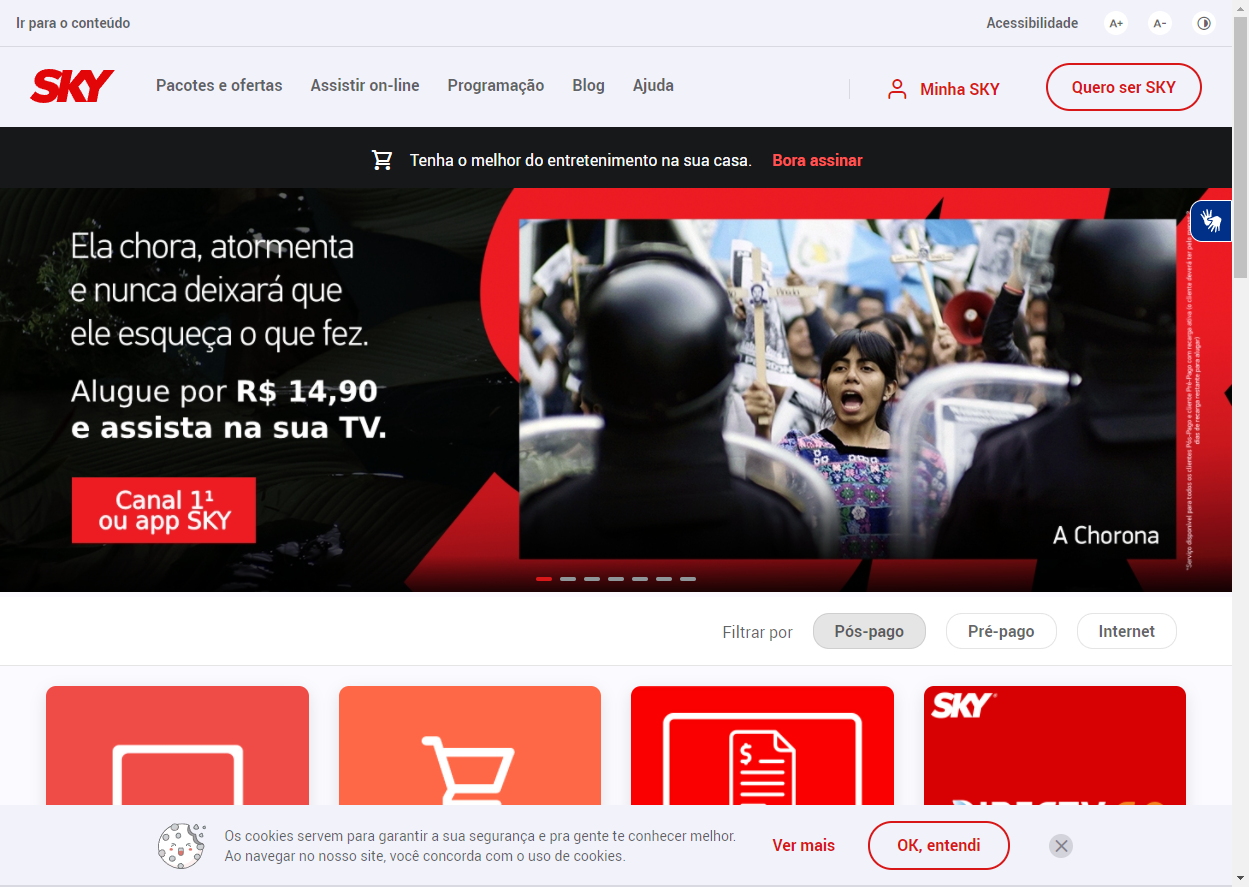 Ir para o conteúdo
Acessibilidade
A+
A-
SKY
Pacotes e ofertas
Assistir on-line
Programação
Blog
Ajuda
Minha SKY
Quero ser SKY
Tenha o melhor do entretenimento na sua casa.
Bora assinar
Ela chora, atormenta
e nunca deixará que
ele esqueça o que fez.
Alugue por R$ 14,90
e assista na sua TV.
Canal 1¹
ou app SKY
A Chorona
Filtrar por
Pós-pago
Pré-pago
Internet
$
SKY
Os cookies servem para garantir a sua segurança e pra gente te conhecer melhor.
Ao navegar no nosso site, você concorda com o uso de cookies.
Ver mais
OK, entendi